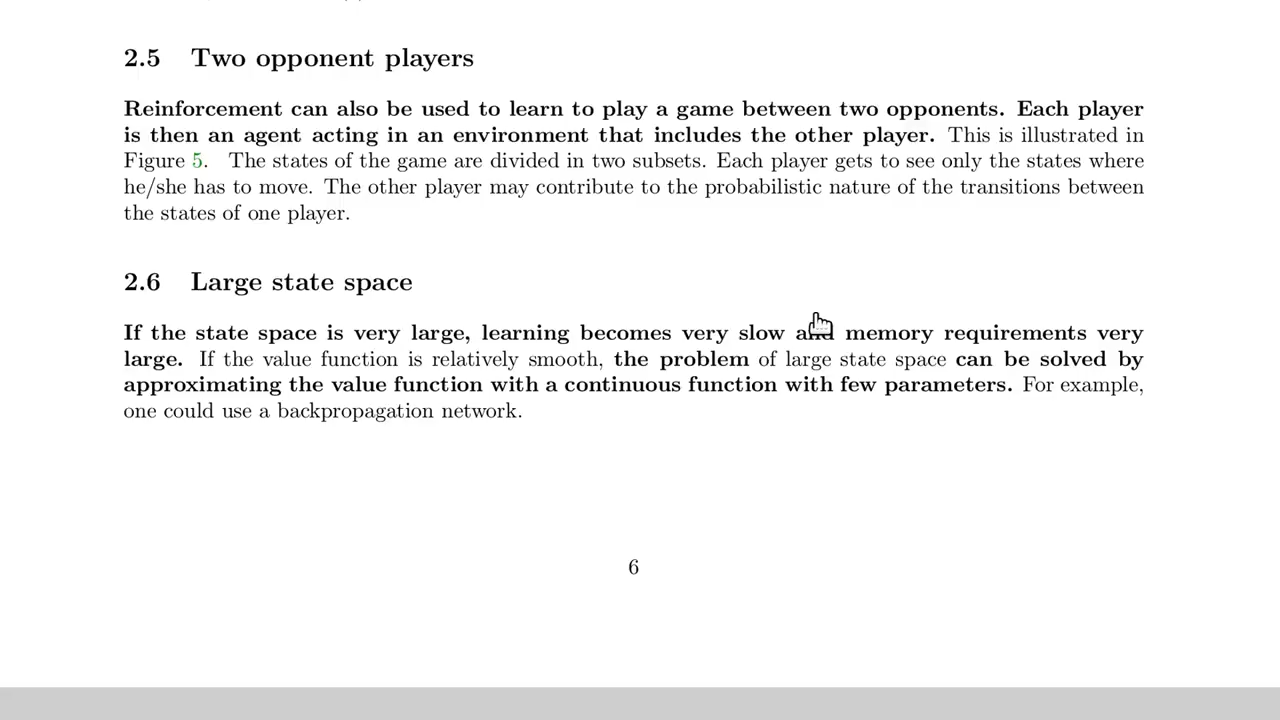 2.5 Two opponent players
Reinforcement can also be used to learn to play a game between two opponents. Each player
is then an agent acting in an environment that includes the other player. This is illustrated in
Figure 5. The states of the game are divided in two subsets. Each player gets to see only the states where
he/she has to move. The other player may contribute to the probabilistic nature of the transitions between
the states of one player.
2.6 Large state space
If the state space is very large, learning becomes very slow and memory requirements very
large. If the value function is relatively smooth, the problem of large state space can be solved by
approximating the value function with a continuous function with few parameters. For example,
one could use a backpropagation network.
6